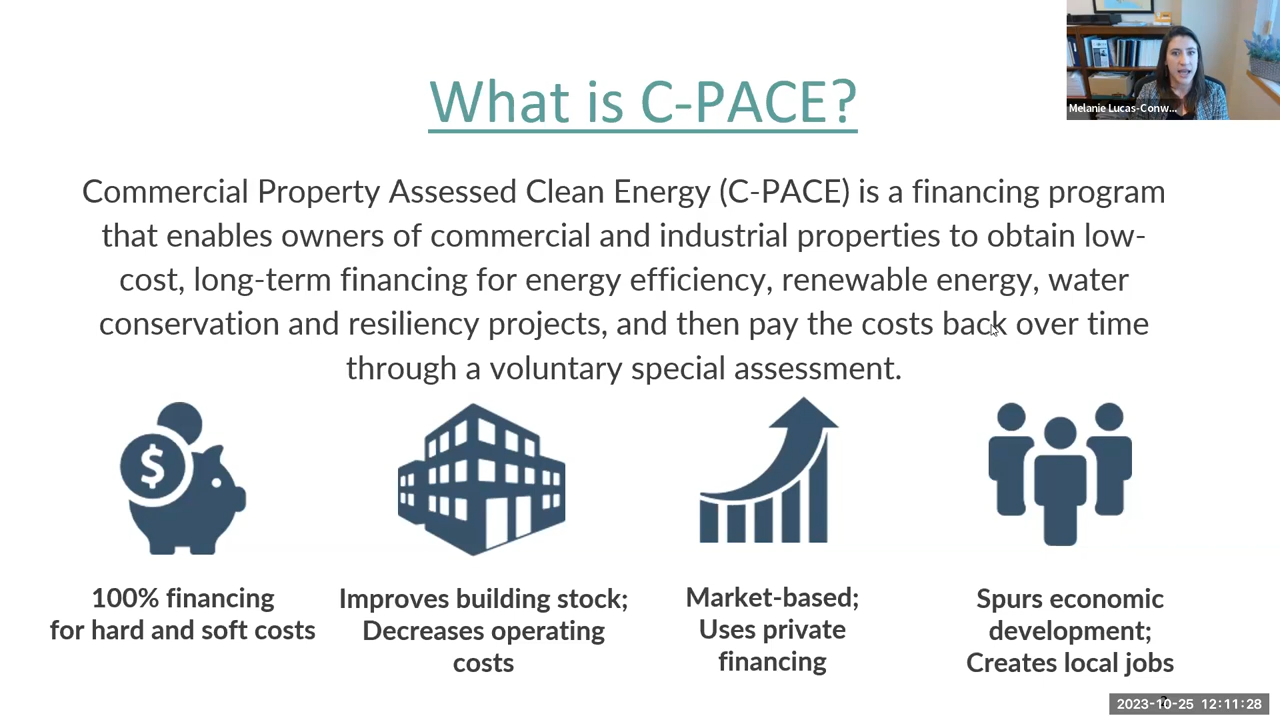 What is C-PACE?
Melanie Lucas-Conw...
Commercial Property Assessed Clean Energy (C-PACE) is a financing program
that enables owners of commercial and industrial properties to obtain low-
cost, long-term financing for energy efficiency, renewable energy, water
conservation and resiliency projects, and then pay the costs back over time
through a voluntary special assessment.
$
100% financing
for hard and soft costs
Improves building stock;
Decreases operating
costs
Market-based;
Uses private
financing
Spurs economic
development;
Creates local jobs
2023-10-25 12:11:28